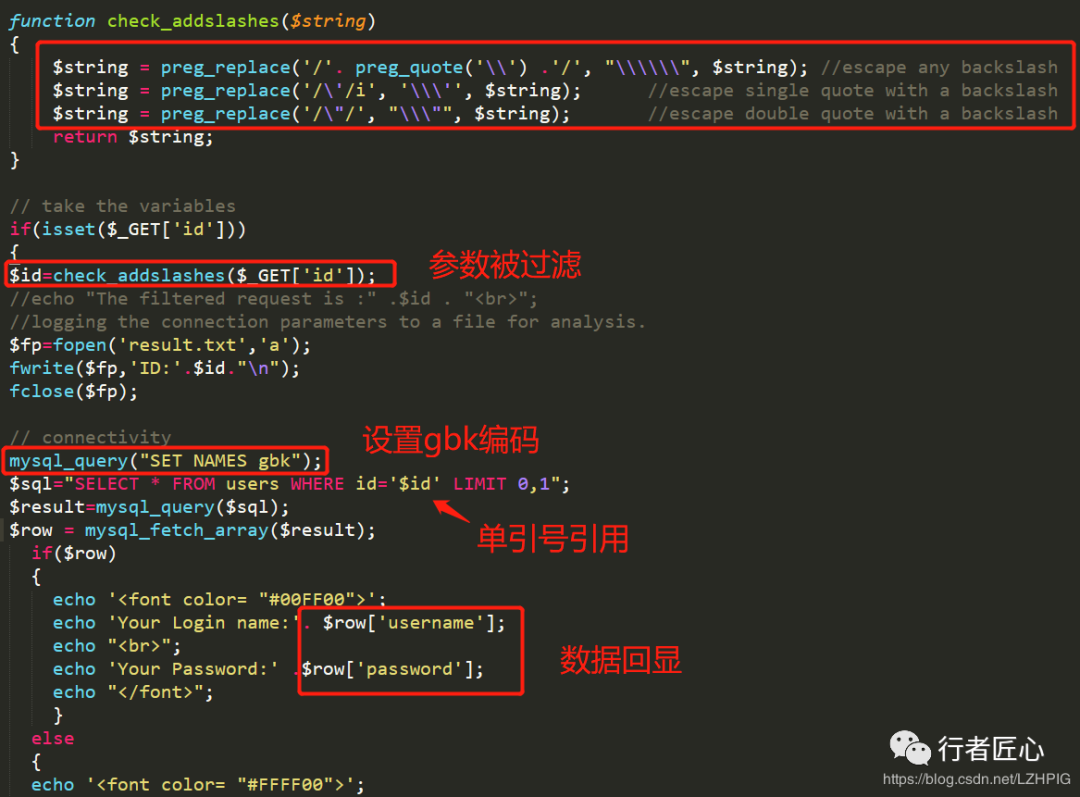 function check_addslashes($string)
{
$string = preg_replace('/'. preg_quote('\\') .'/', "\\\\\\", $string); //escape any backslash
$string = preg_replace('/\'/i', '\\\'', $string); //escape single quote with a backslash
$string = preg_replace('/\"/', "\\\"", $string); //escape double quote with a backslash
return $string;
}
// take the variables
if(isset($_GET['id']))
{
$id=check_addslashes($_GET['id']); 参数被过滤
//echo "The filtered request is :" .$id . "<br>";
//logging the connection parameters to a file for analysis.
$fp=fopen('result.txt','a');
fwrite($fp,'ID:'.$id."\n");
fclose($fp);
// connectivity
设置gbk编码
mysql_query("SET NAMES gbk");
$sql="SELECT * FROM users WHERE id='$id' LIMIT 0,1";
$result=mysql_query($sql);
$row = mysql_fetch_array($result);
单引号引用
if($row)
{
echo '<font color= "#00FF00">';
echo 'Your Login name:'. $row['username'];
echo "<br>";
echo 'Your Password:' .$row['password'];
数据回显
echo "</font>";
}
else
{
echo '<font color= "#FFFF00">';
行者匠心
https://blog.csdn.net/LZHPIG